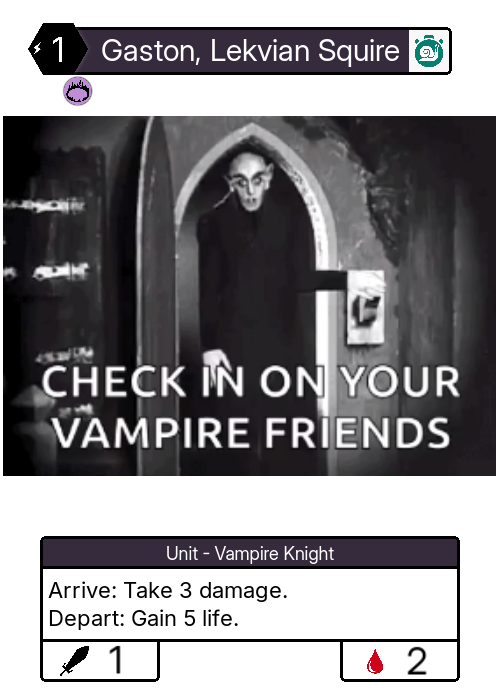 1 Gaston, Lekvian Squire
CHECK IN ON YOUR
VAMPIRE FRIENDS
Unit - Vampire Knight
Arrive: Take 3 damage.
Depart: Gain 5 life.
1 2